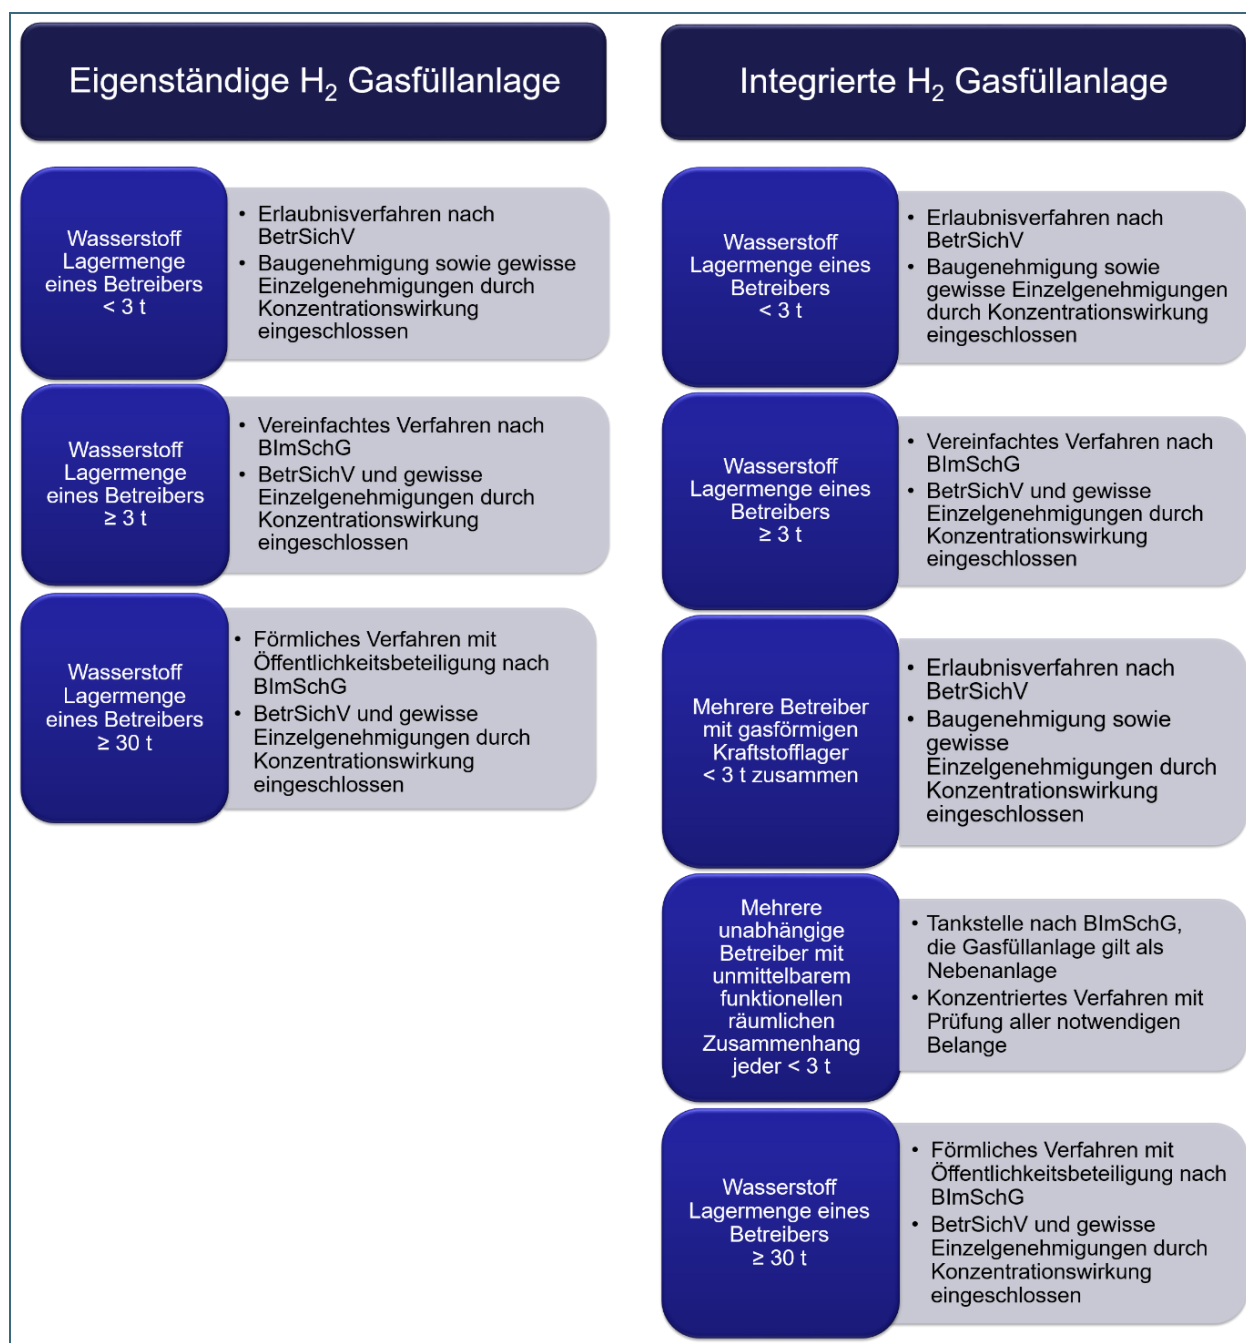 Eigenständige H₂ Gasfüllanlage
Wasserstoff
Lagermenge
eines Betreibers
< 3 t
• Erlaubnisverfahren nach
BetrSichV
• Baugenehmigung sowie gewisse
Einzelgenehmigungen durch
Konzentrationswirkung
eingeschlossen
Wasserstoff
Lagermenge
eines Betreibers
≥ 3 t
• Vereinfachtes Verfahren nach
BImSchG
• BetrSichV und gewisse
Einzelgenehmigungen durch
Konzentrationswirkung
eingeschlossen
Wasserstoff
Lagermenge
eines Betreibers
≥ 30 t
• Förmliches Verfahren mit
Öffentlichkeitsbeteiligung nach
BImSchG
• BetrSichV und gewisse
Einzelgenehmigungen durch
Konzentrationswirkung
eingeschlossen
Integrierte H₂ Gasfüllanlage
Wasserstoff
Lagermenge eines
Betreibers
< 3 t
• Erlaubnisverfahren nach
BetrSichV
• Baugenehmigung sowie
gewisse Einzelgenehmigungen
durch Konzentrationswirkung
eingeschlossen
Wasserstoff
Lagermenge eines
Betreibers
≥ 3 t
• Vereinfachtes Verfahren nach
BImSchG
• BetrSichV und gewisse
Einzelgenehmigungen durch
Konzentrationswirkung
eingeschlossen
Mehrere Betreiber
mit gasförmigen
Kraftstofflager
< 3 t zusammen
• Erlaubnisverfahren nach
BetrSichV
• Baugenehmigung sowie
gewisse
Einzelgenehmigungen durch
Konzentrationswirkung
eingeschlossen
Mehrere
unabhängige
Betreiber mit
unmittelbarem
funktionellen
räumlichen
Zusammenhang
jeder < 3 t
• Tankstelle nach BImSchG,
die Gasfüllanlage gilt als
Nebenanlage
• Konzentriertes Verfahren mit
Prüfung aller notwendigen
Belange
Wasserstoff
Lagermenge eines
Betreibers
≥ 30 t
• Förmliches Verfahren mit
Öffentlichkeitsbeteiligung nach
BImSchG
• BetrSichV und gewisse
Einzelgenehmigungen durch
Konzentrationswirkung
eingeschlossen